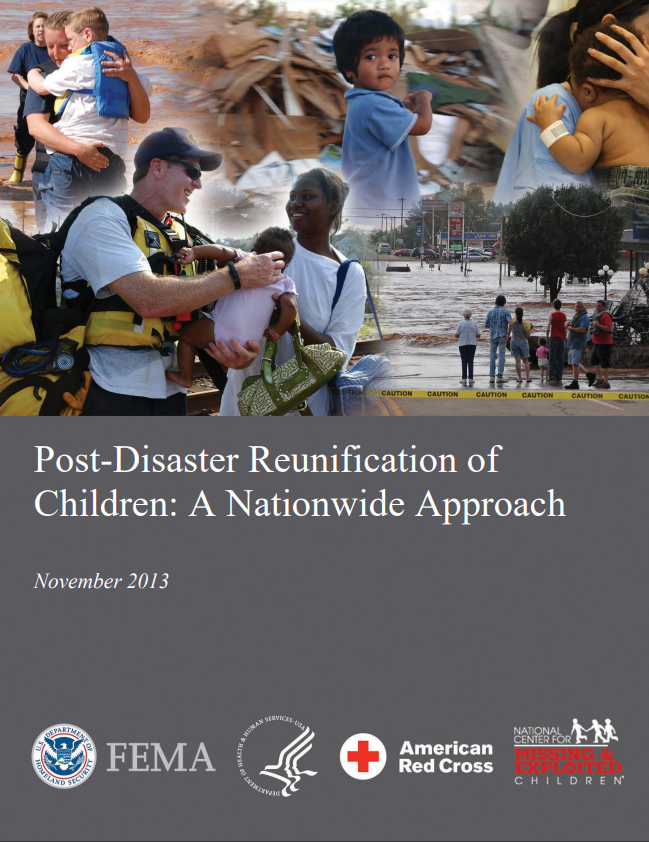 CAUTION CAUTION CAUTION CAUTION CAUTION CAUTION
Post-Disaster Reunification of
Children: A Nationwide Approach
November 2013
U.S. DEPARTMENT OF
HOMELAND SECURITY
FEMA
DEPARTMENT OF HEALTH & HUMAN SERVICES·USA
American
Red Cross
NATIONAL
CENTER FOR
MISSING &
EXPLOITED
CHILDREN®